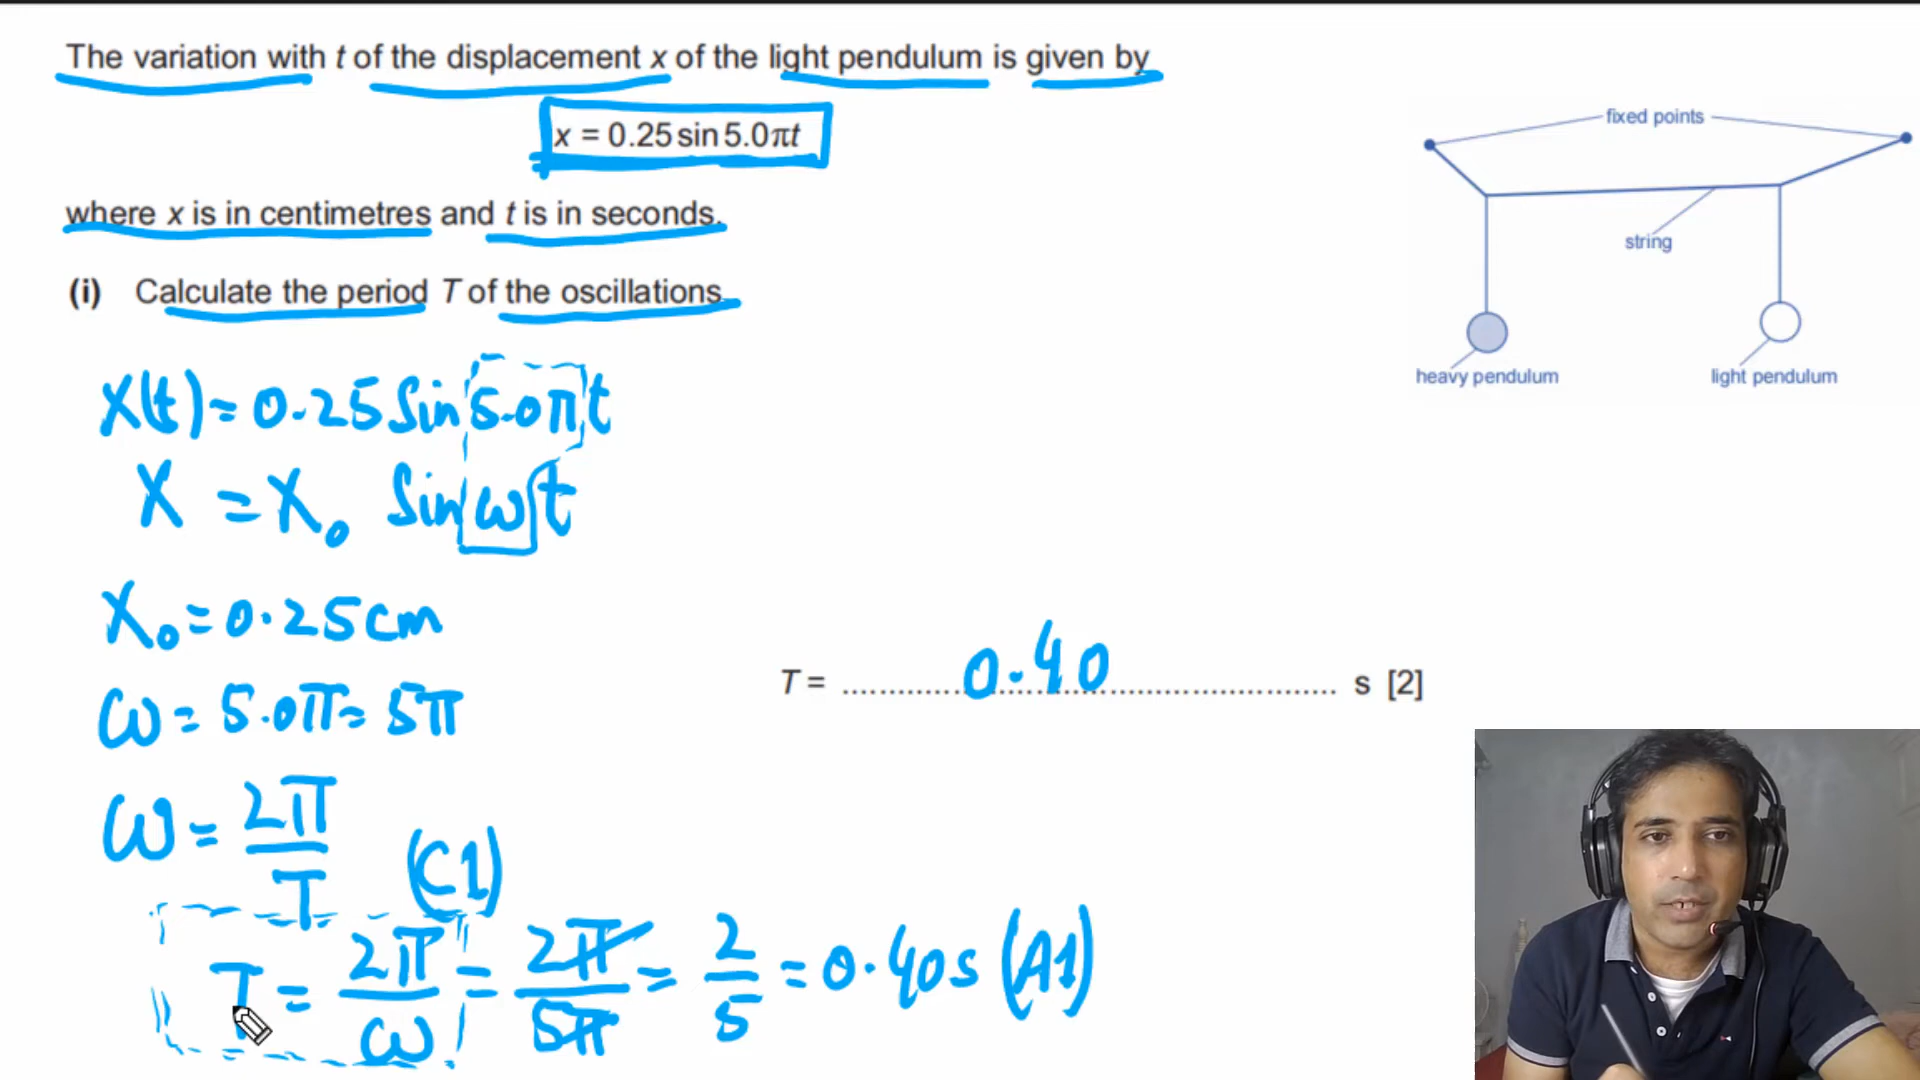 The variation with t of the displacement x of the light pendulum is given by
x = 0.25 sin 5.0πt
where x is in centimetres and t is in seconds.
(i) Calculate the period T of the oscillations.
fixed points
string
heavy pendulum
light pendulum
x(t) = 0.25 Sin 5.0π t
X = X₀ Sin ω t
X₀ = 0.25 cm
ω = 5.0π = 5π
ω = 2π/T (C1)
T = 2π/ω = 2π/5π = 2/5 = 0.40 s (A1)
T = ........ 0.40 ........ s [2]